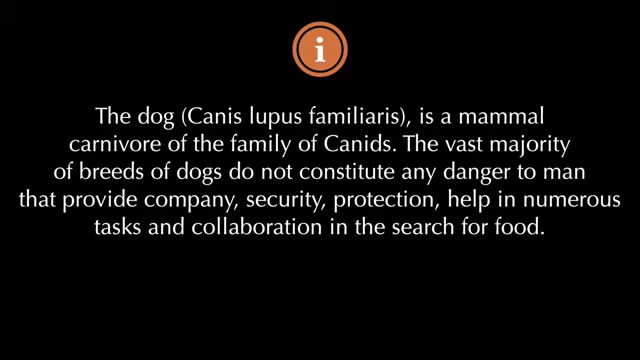 i
The dog (Canis lupus familiaris), is a mammal
carnivore of the family of Canids. The vast majority
of breeds of dogs do not constitute any danger to man
that provide company, security, protection, help in numerous
tasks and collaboration in the search for food.